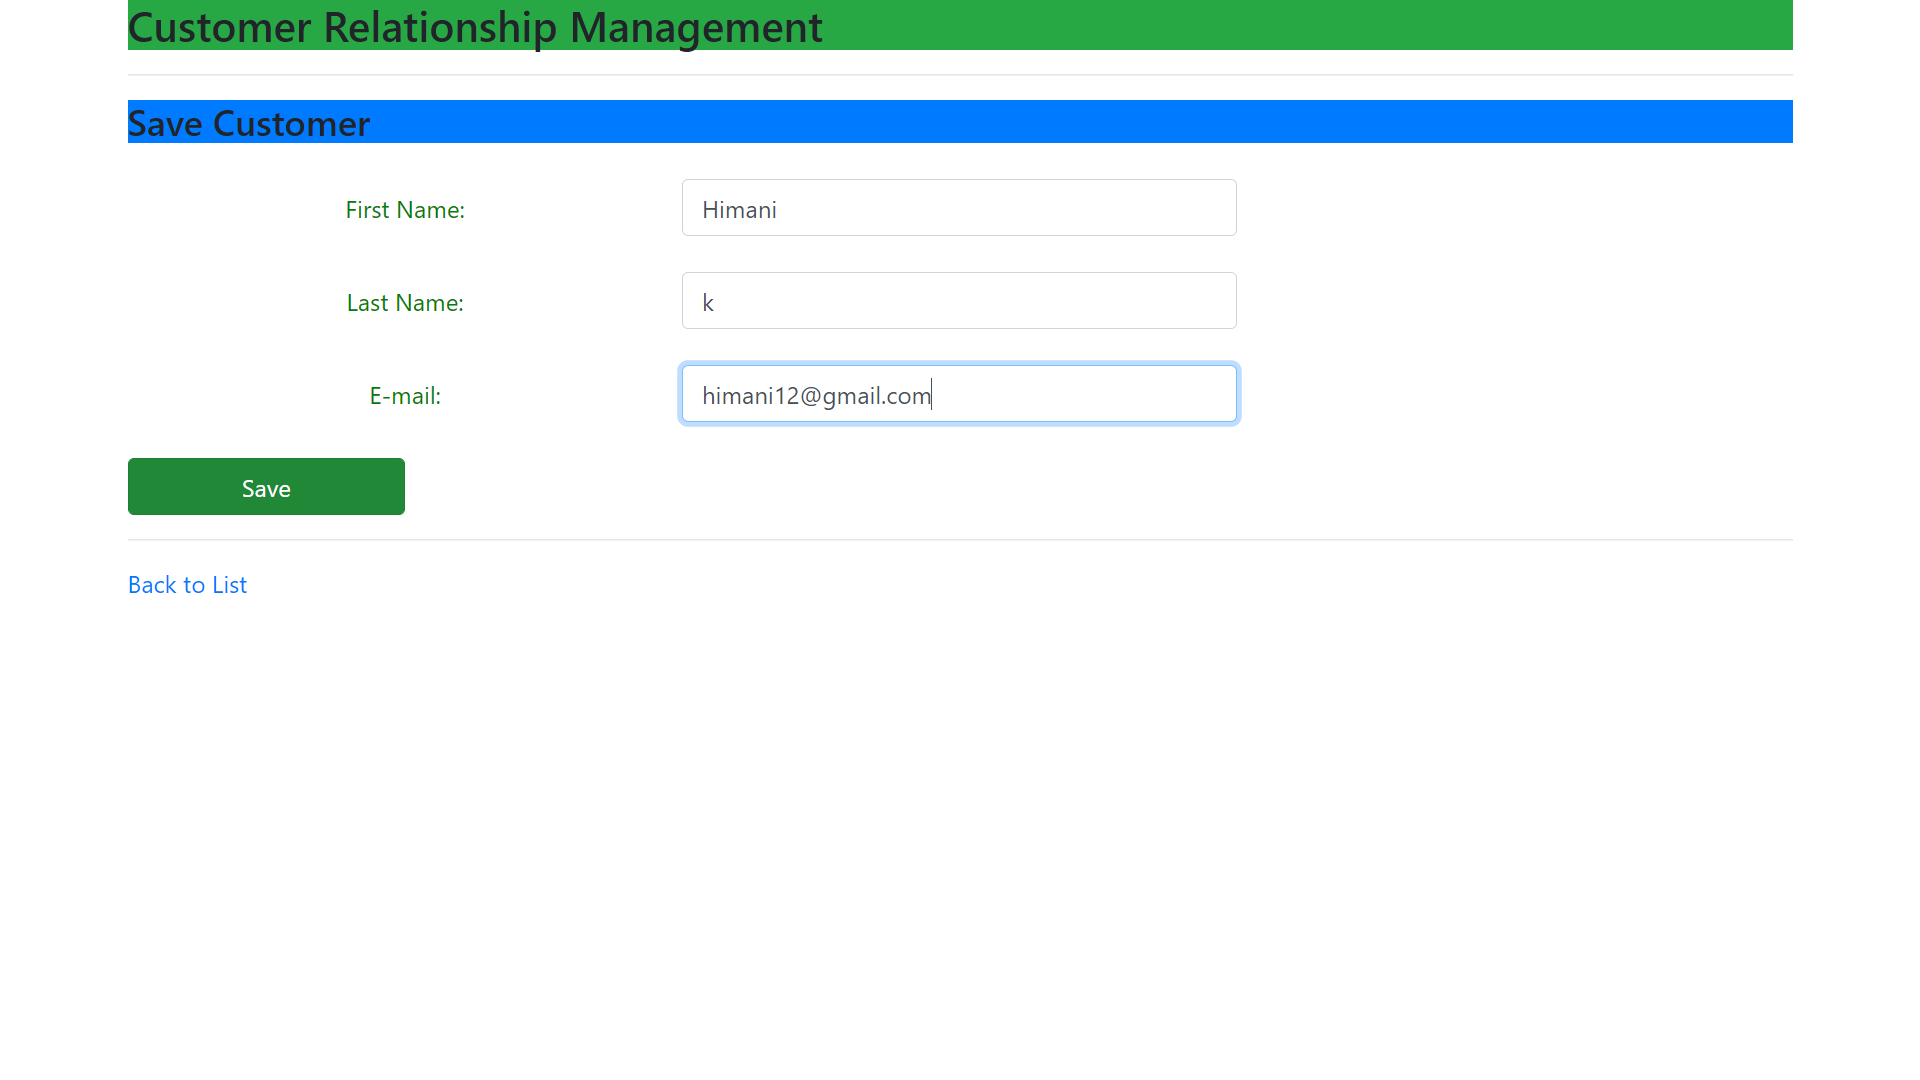 Customer Relationship Management
Save Customer
First Name: Himani
Last Name: k
E-mail: himani12@gmail.com
Save
Back to List